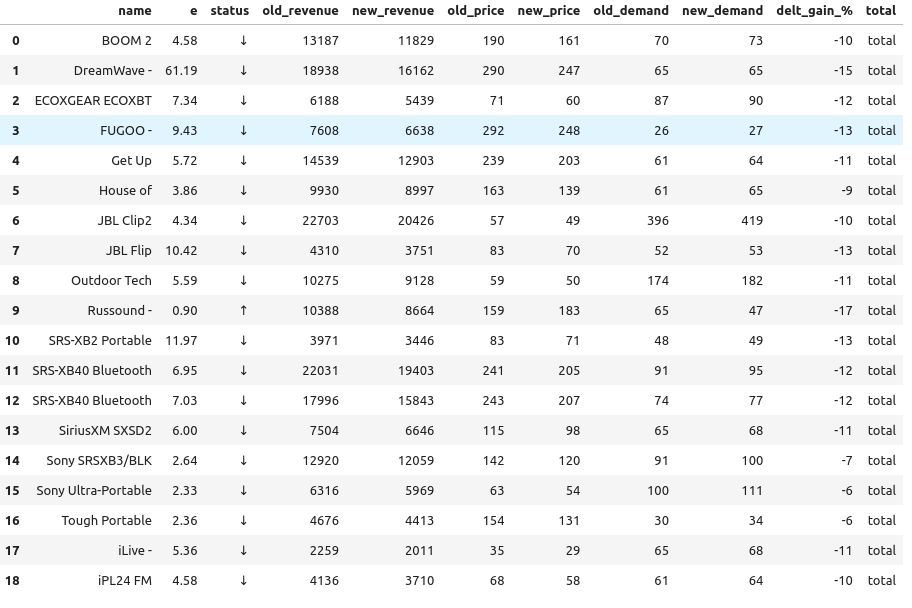 name e status old_revenue new_revenue old_price new_price old_demand new_demand delt_gain_% total
0 BOOM 2 4.58 ↓ 13187 11829 190 161 70 73 -10 total
1 DreamWave - 61.19 ↓ 18938 16162 290 247 65 65 -15 total
2 ECOXGEAR ECOXBT 7.34 ↓ 6188 5439 71 60 87 90 -12 total
3 FUGOO - 9.43 ↓ 7608 6638 292 248 26 27 -13 total
4 Get Up 5.72 ↓ 14539 12903 239 203 61 64 -11 total
5 House of 3.86 ↓ 9930 8997 163 139 61 65 -9 total
6 JBL Clip2 4.34 ↓ 22703 20426 57 49 396 419 -10 total
7 JBL Flip 10.42 ↓ 4310 3751 83 70 52 53 -13 total
8 Outdoor Tech 5.59 ↓ 10275 9128 59 50 174 182 -11 total
9 Russound - 0.90 ↑ 10388 8664 159 183 65 47 -17 total
10 SRS-XB2 Portable 11.97 ↓ 3971 3446 83 71 48 49 -13 total
11 SRS-XB40 Bluetooth 6.95 ↓ 22031 19403 241 205 91 95 -12 total
12 SRS-XB40 Bluetooth 7.03 ↓ 17996 15843 243 207 74 77 -12 total
13 SiriusXM SXSD2 6.00 ↓ 7504 6646 115 98 65 68 -11 total
14 Sony SRSXB3/BLK 2.64 ↓ 12920 12059 142 120 91 100 -7 total
15 Sony Ultra-Portable 2.33 ↓ 6316 5969 63 54 100 111 -6 total
16 Tough Portable 2.36 ↓ 4676 4413 154 131 30 34 -6 total
17 iLive - 5.36 ↓ 2259 2011 35 29 65 68 -11 total
18 iPL24 FM 4.58 ↓ 4136 3710 68 58 61 64 -10 total